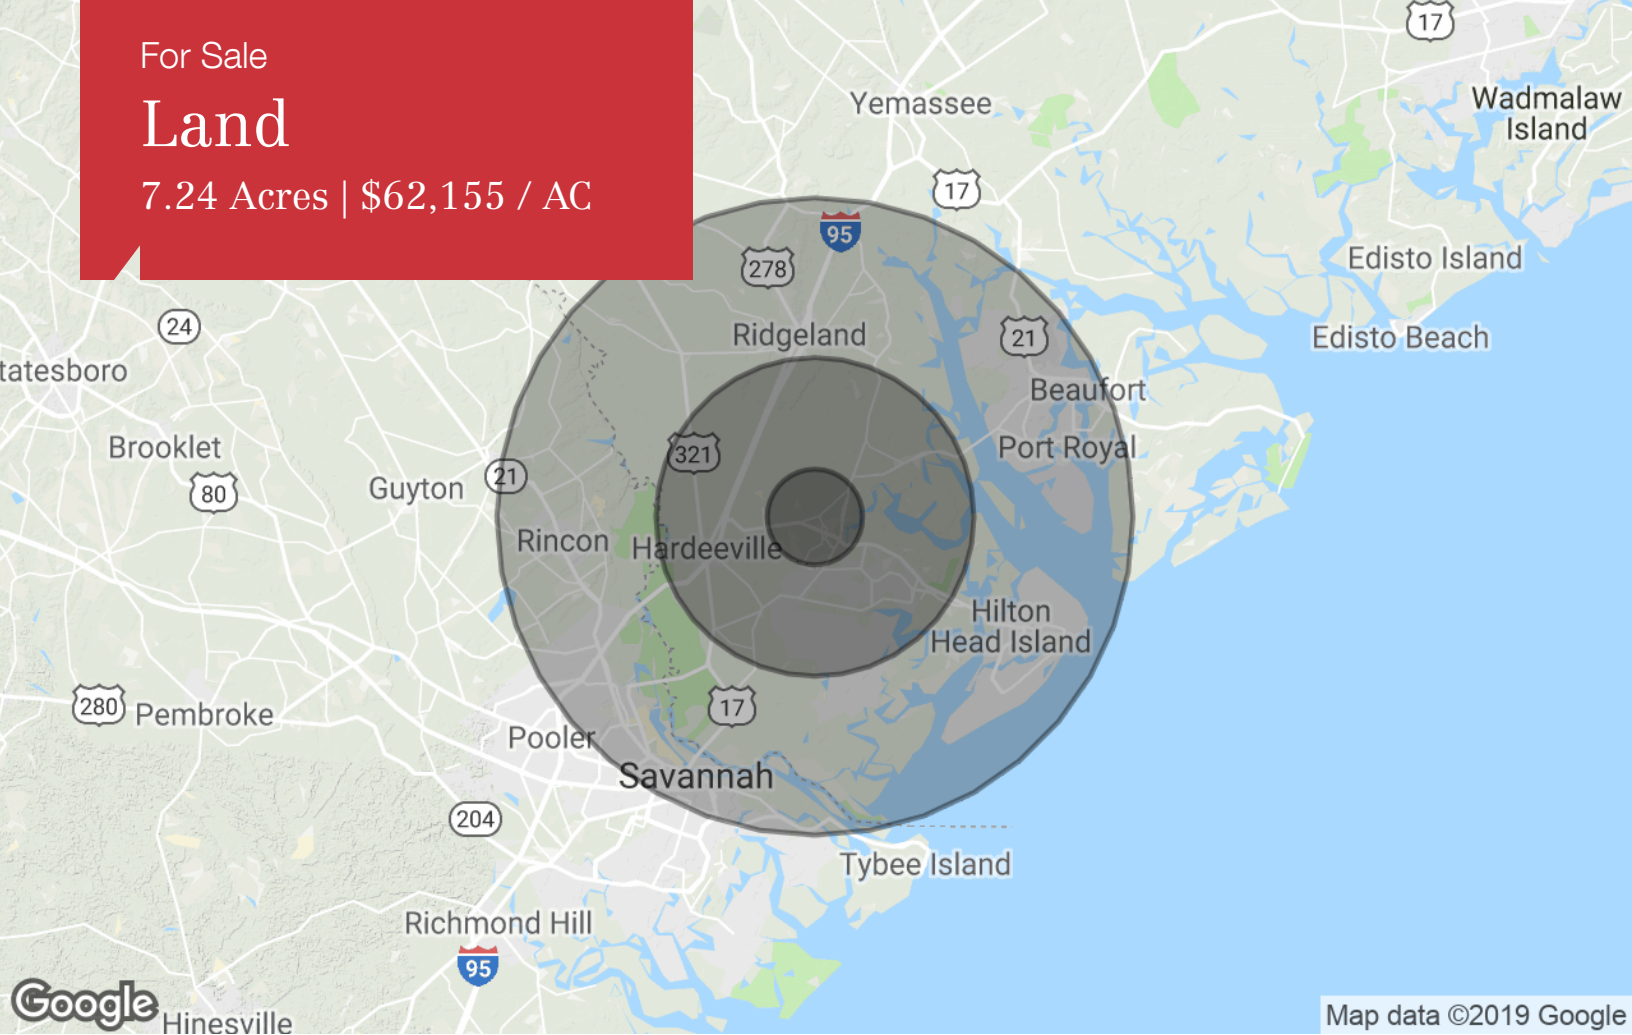 For Sale
Land
7.24 Acres | $62,155 / AC
17
Yemassee
Wadmalaw
Island
17
95
278
Edisto Island
24
Ridgeland
21
Edisto Beach
tatesboro
Beaufort
Brooklet
321
Port Royal
80
Guyton
21
Rincon
Hardeeville
Hilton
Head Island
280
Pembroke
17
Pooler
Savannah
204
Tybee Island
Richmond Hill
95
Google
Hinesville
Map data ©2019 Google